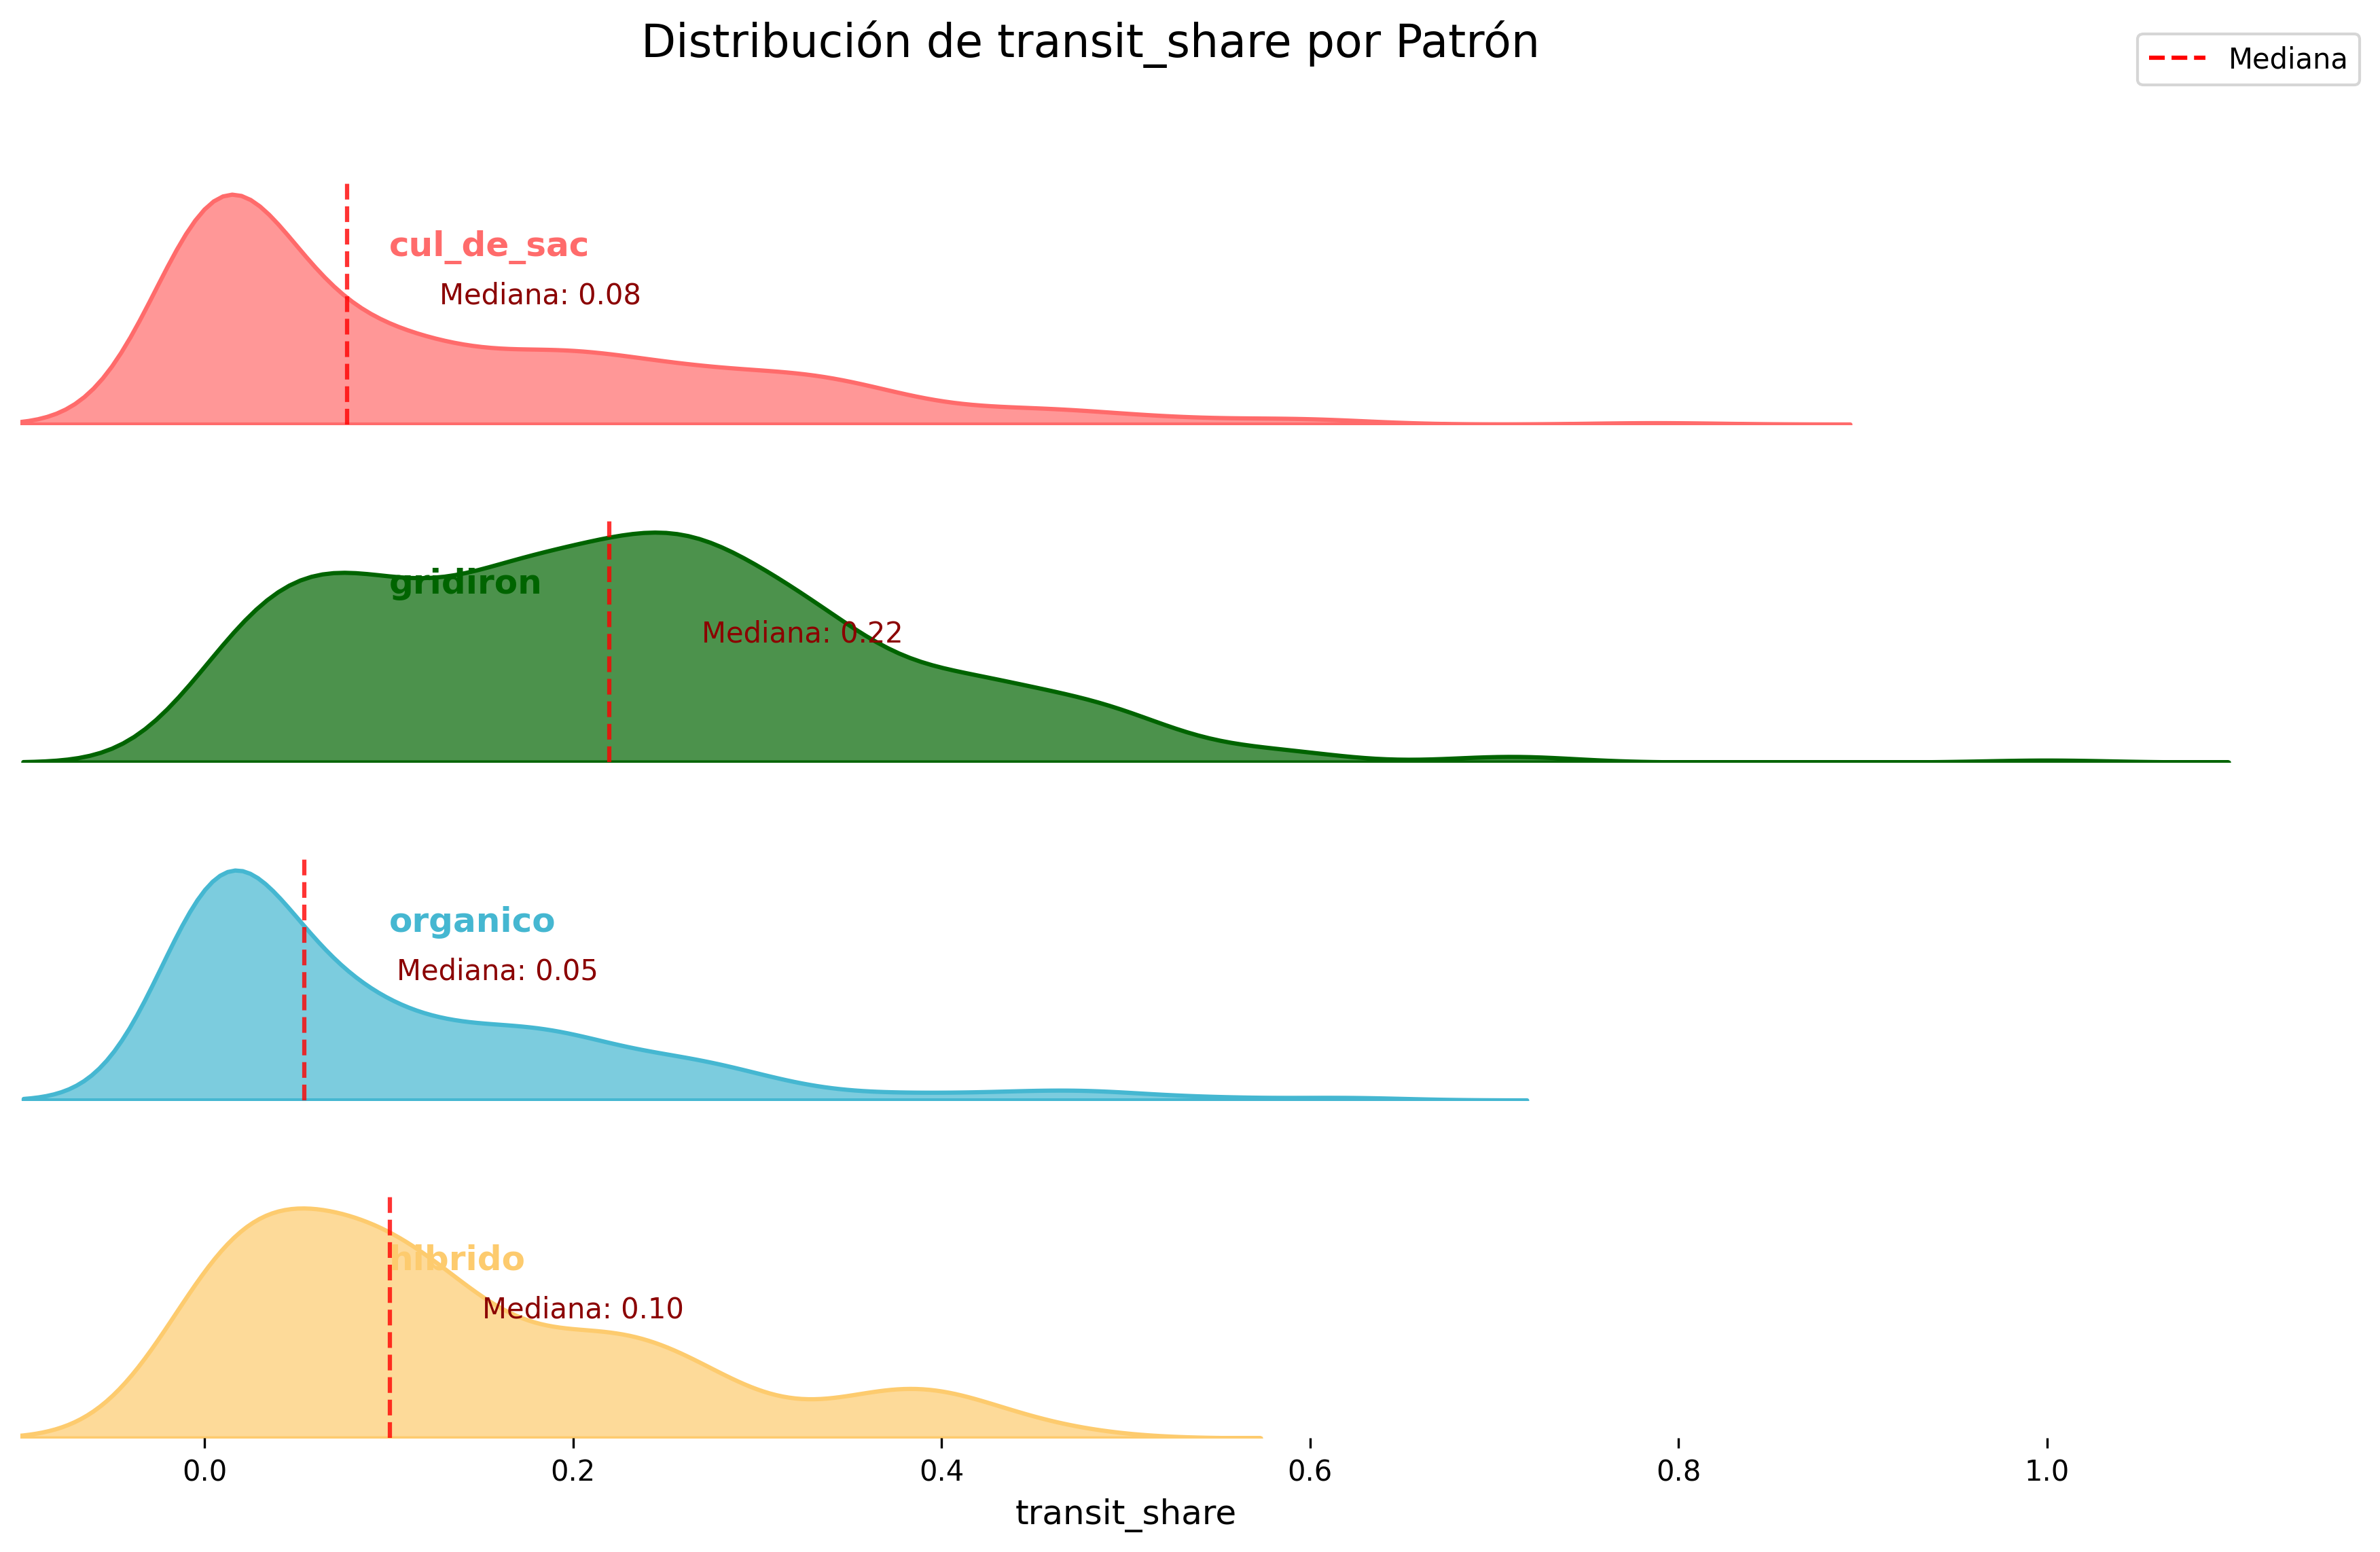 Distribución de transit_share por Patrón
Mediana
cul_de_sac
Mediana: 0.08
gridiron
Mediana: 0.22
organico
Mediana: 0.05
hibrido
Mediana: 0.10
0.0 0.2 0.4 0.6 0.8 1.0
transit_share